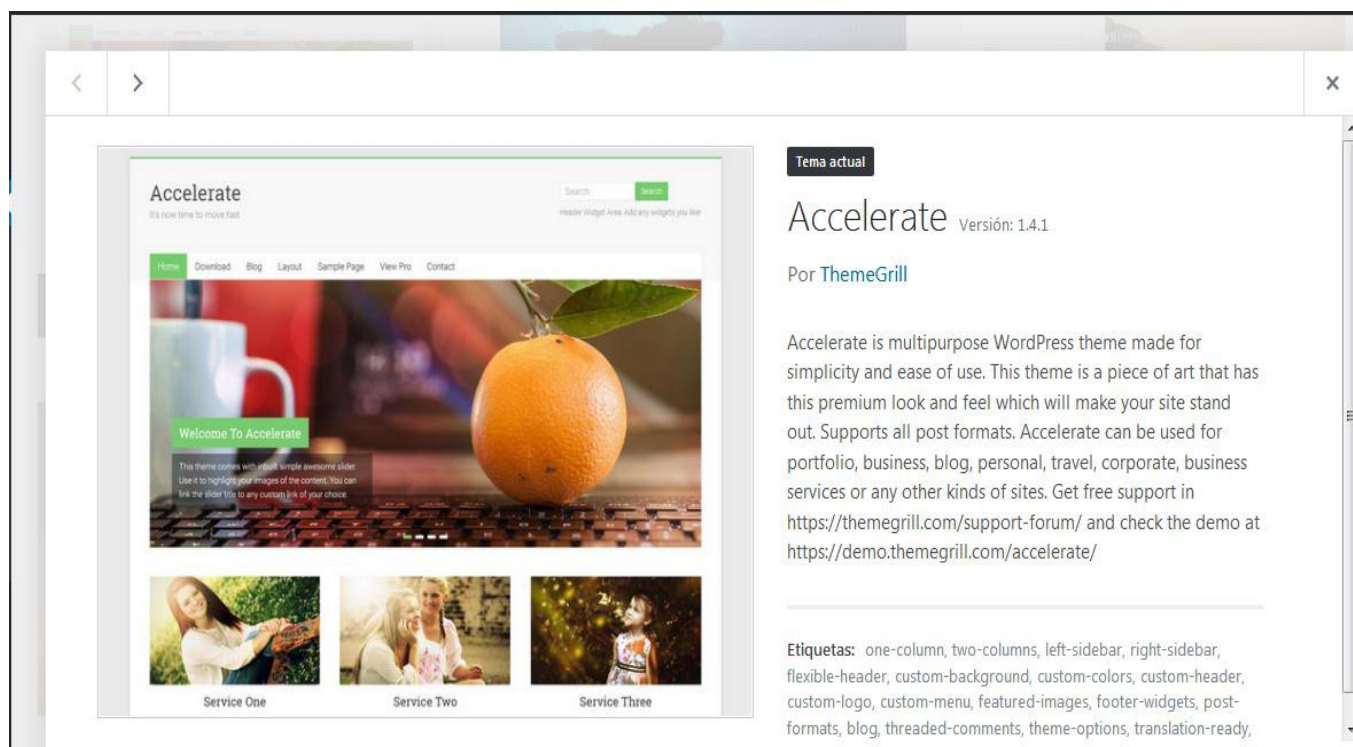 Accelerate
It's now time to move fast
Search
Search
Header Widget Area. Add any widgets you like!
Home Download Blog Layout Sample Page View Pro Contact
Welcome To Accelerate
This theme comes with inbuilt simple awesome slider.
Use it to highlight your images of the content. You can
link the slider title to any custom link of your choice.
Service One Service Two Service Three
Tema actual
Accelerate Versión: 1.4.1
Por ThemeGrill
Accelerate is multipurpose WordPress theme made for
simplicity and ease of use. This theme is a piece of art that has
this premium look and feel which will make your site stand
out. Supports all post formats. Accelerate can be used for
portfolio, business, blog, personal, travel, corporate, business
services or any other kinds of sites. Get free support in
https://themegrill.com/support-forum/ and check the demo at
https://demo.themegrill.com/accelerate/
Etiquetas: one-column, two-columns, left-sidebar, right-sidebar,
flexible-header, custom-background, custom-colors, custom-header,
custom-logo, custom-menu, featured-images, footer-widgets, post-
formats, blog, threaded-comments, theme-options, translation-ready,